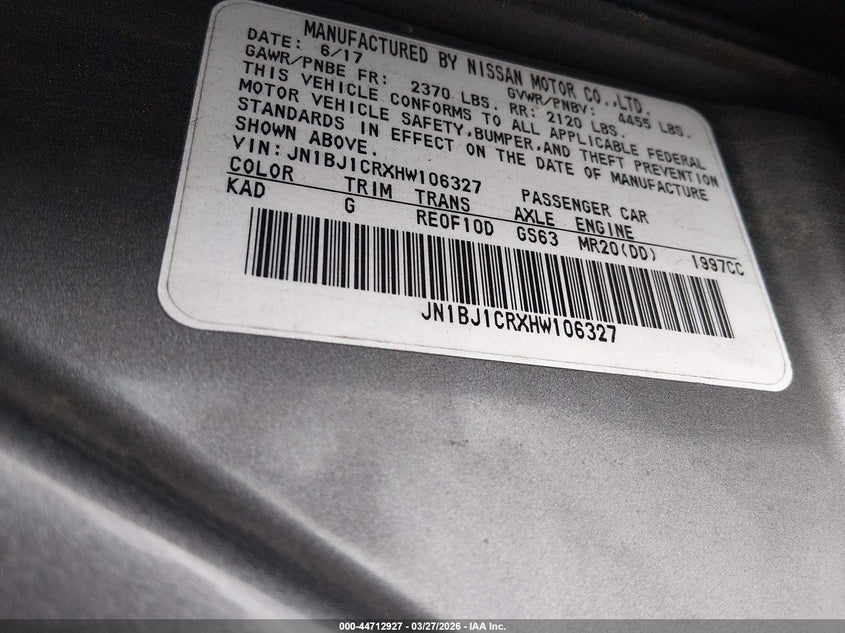 MANUFACTURED BY NISSAN MOTOR CO.,LTD.
DATE: 6/17 GVWR/PNBV: 4455 LBS.
GAWR/PNBE FR: 2370 LBS. RR: 2120 LBS.
THIS VEHICLE CONFORMS TO ALL APPLICABLE FEDERAL
MOTOR VEHICLE SAFETY,BUMPER,AND THEFT PREVENTION
STANDARDS IN EFFECT ON THE DATE OF MANUFACTURE
SHOWN ABOVE.
VIN: JN1BJ1CRXHW106327 PASSENGER CAR
COLOR TRIM TRANS AXLE ENGINE
KAD G RE0F10D GS63 MR20(DD) 1997CC
JN1BJ1CRXHW106327
000-44712927 - 03/27/2026 - IAA Inc.